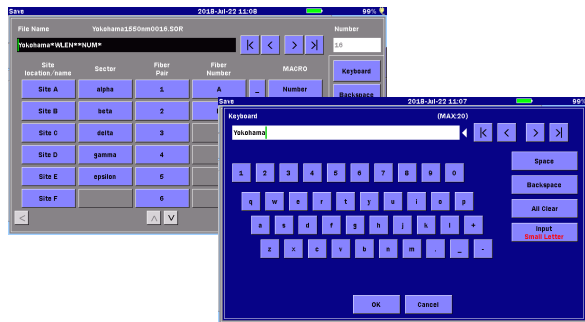 Save 2018-Jul-22 11:08 99%
File Name Yokohama1550nm0016.SOR Number
Yokohama*WLEN**NUM* |< < > >| 16
Site location/name Sector Fiber Pair Fiber Number MACRO Keyboard
Site A alpha 1 A _ Number Backspace
Site B beta 2
Site C delta 3
Site D gamma 4
Site E epsilon 5
Site F 6
< ∧ ∨
Save 2018-Jul-22 11:07 99%
Keyboard (MAX:20)
Yokohama |< < > >|
1 2 3 4 5 6 7 8 9 0 Space
q w e r t y u i o p Backspace
a s d f g h j k l + All Clear
z x c v b n m . _ - Input
Small Letter
OK Cancel